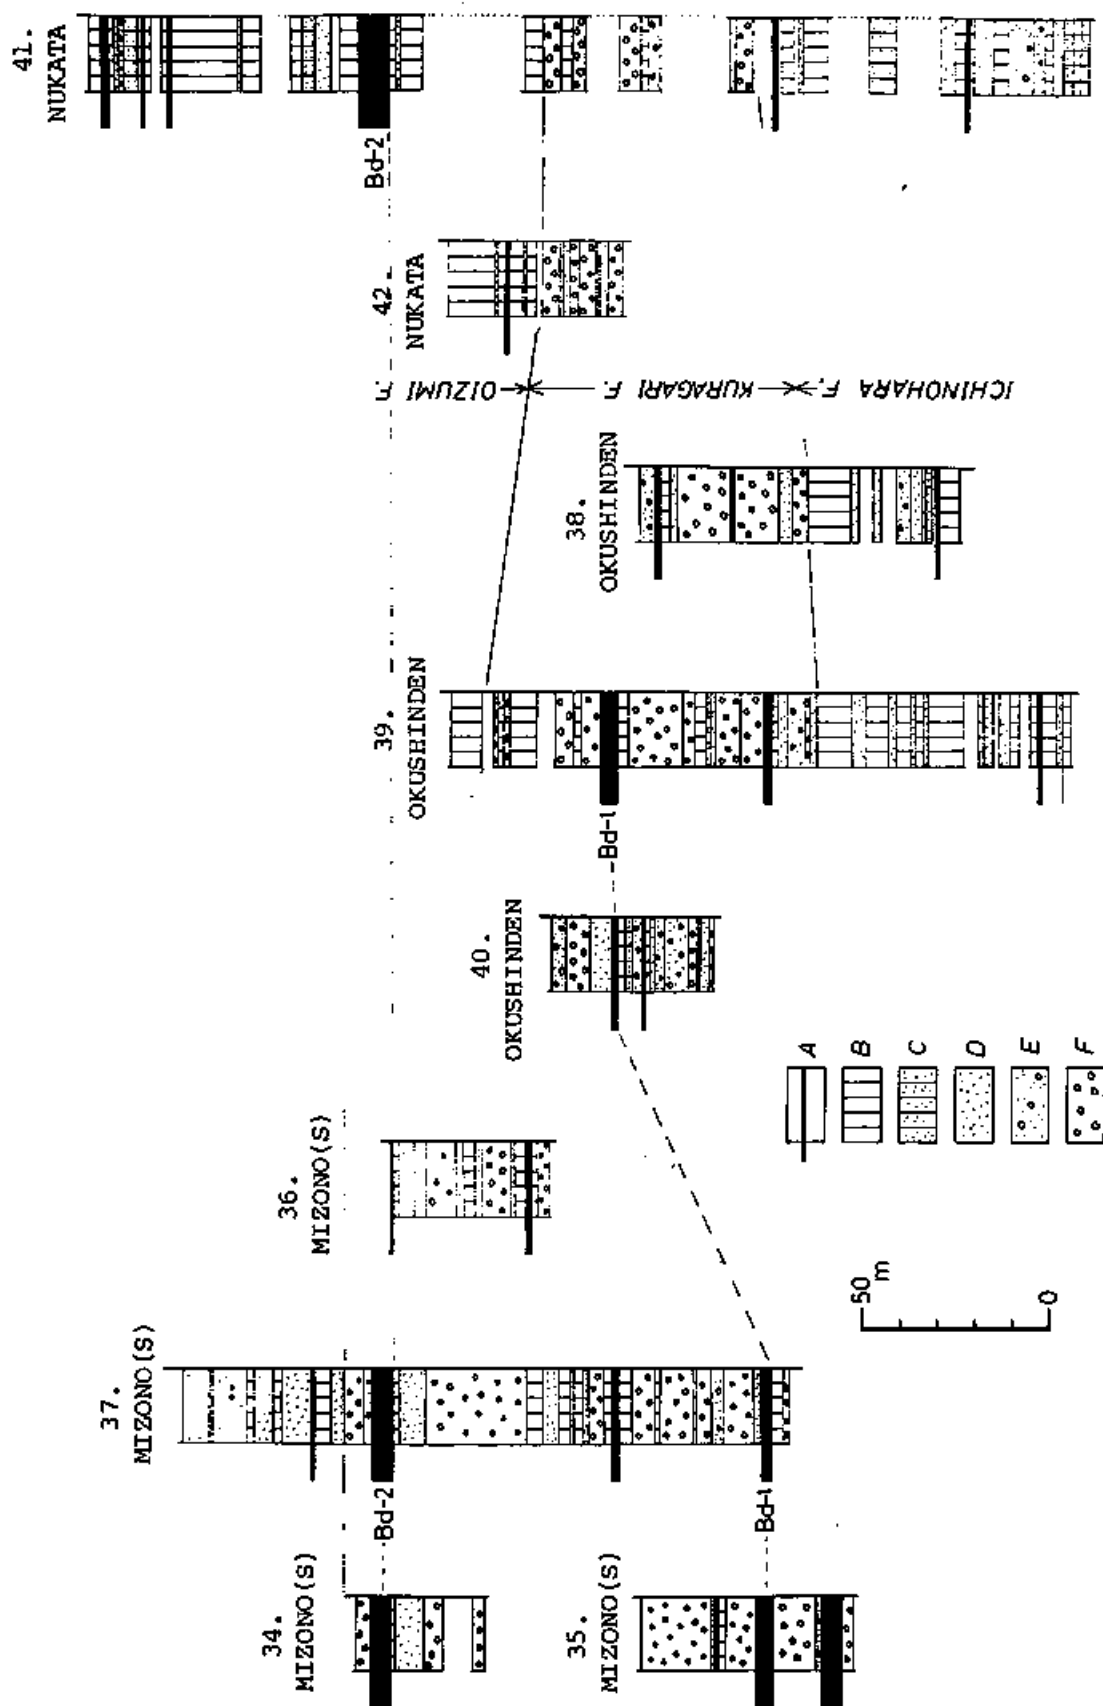 34.
MIZONO(S)
35.
MIZONO(S)
37.
MIZONO(S)
36.
MIZONO(S)
40.
OKUSHINDEN
39.
OKUSHINDEN
38.
OKUSHINDEN
42
NUKATA
41.
NUKATA
Bd-2
Bd-1
Bd-1
Bd-2
OIZUMI F.
KURAGARI F.
ICHINOHARA F.
A
B
C
D
E
F
50
m
0